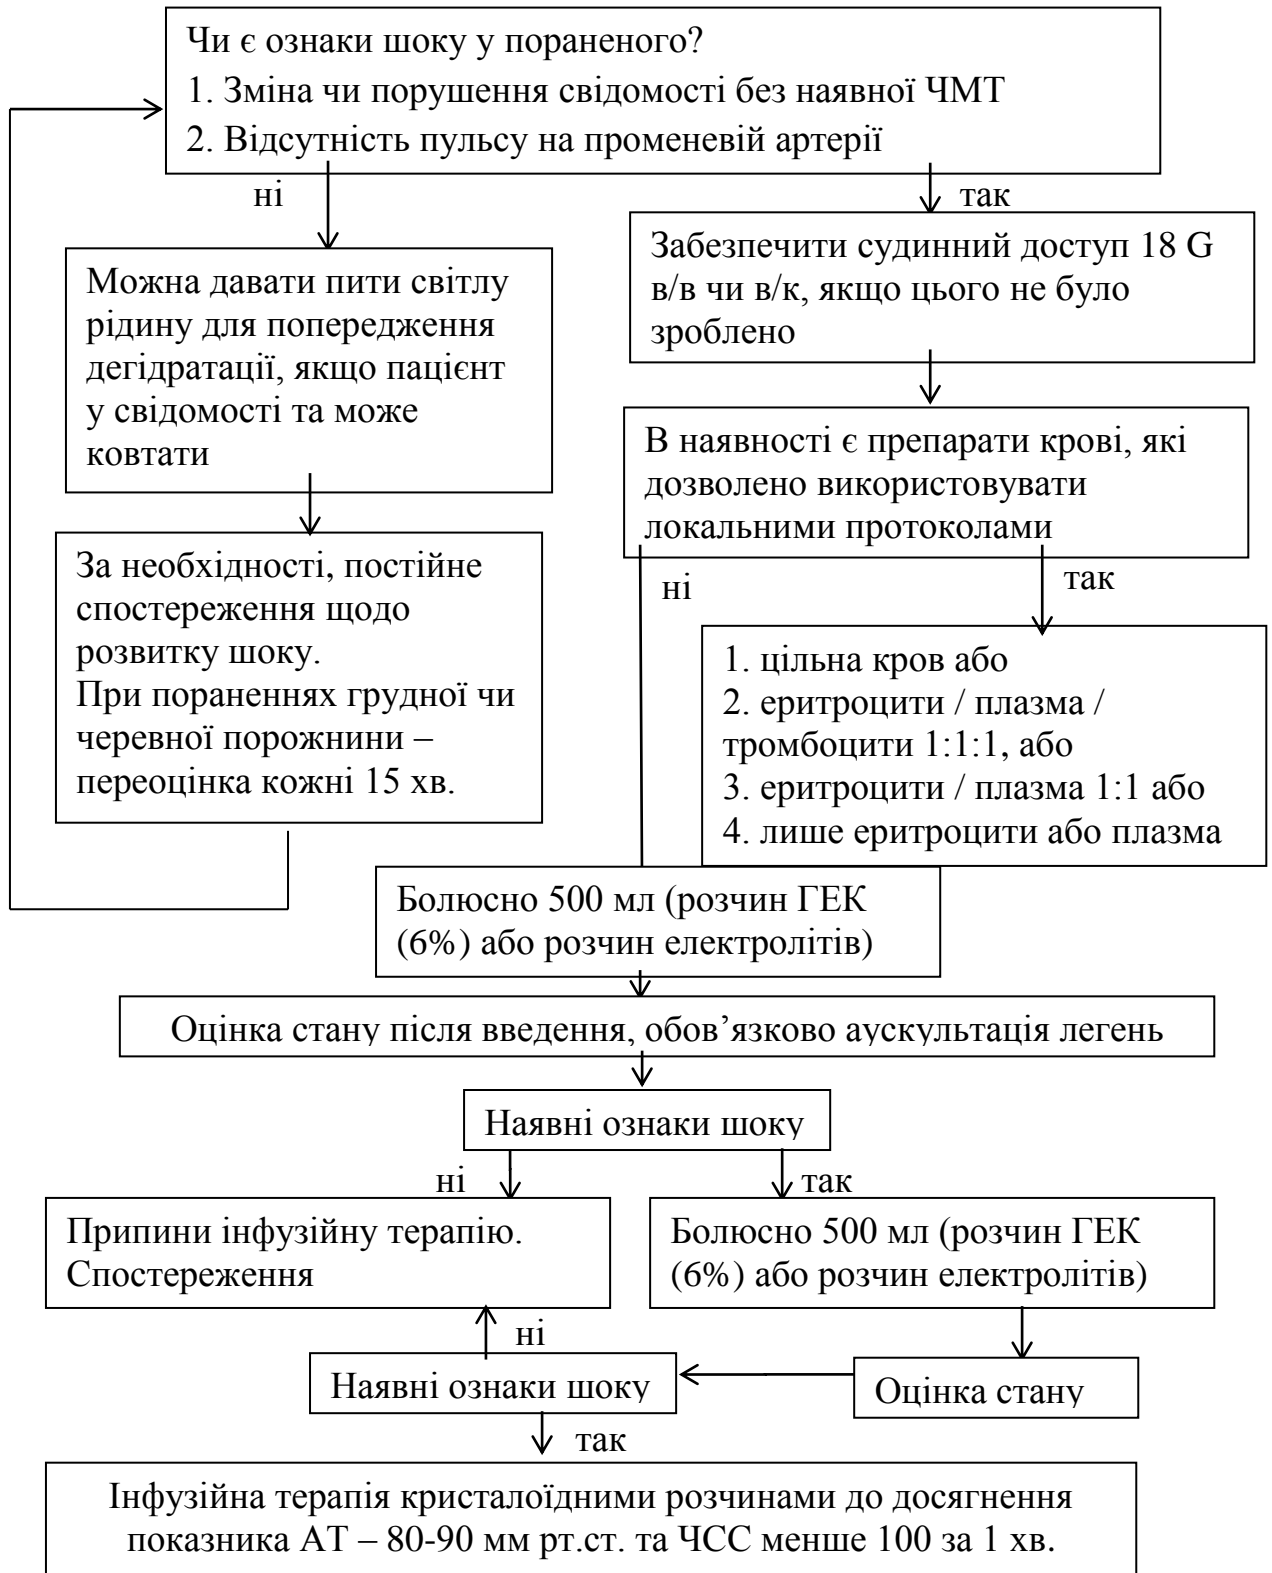 Чи є ознаки шоку у пораненого?
1. Зміна чи порушення свідомості без наявної ЧМТ
2. Відсутність пульсу на променевій артерії
ні
так
Можна давати пити світлу
рідину для попередження
дегідратації, якщо пацієнт
у свідомості та може
ковтати
За необхідності, постійне
спостереження щодо
розвитку шоку.
При пораненнях грудної чи
черевної порожнини –
переоцінка кожні 15 хв.
Забезпечити судинний доступ 18 G
в/в чи в/к, якщо цього не було
зроблено
В наявності є препарати крові, які
дозволено використовувати
локальними протоколами
ні
так
1. цільна кров або
2. еритроцити / плазма /
тромбоцити 1:1:1, або
3. еритроцити / плазма 1:1 або
4. лише еритроцити або плазма
Болюсно 500 мл (розчин ГЕК
(6%) або розчин електролітів)
Оцінка стану після введення, обов’язково аускультація легень
Наявні ознаки шоку
ні
так
Припини інфузійну терапію.
Спостереження
Болюсно 500 мл (розчин ГЕК
(6%) або розчин електролітів)
ні
Наявні ознаки шоку
Оцінка стану
так
Інфузійна терапія кристалоїдними розчинами до досягнення
показника АТ – 80-90 мм рт.ст. та ЧСС менше 100 за 1 хв.